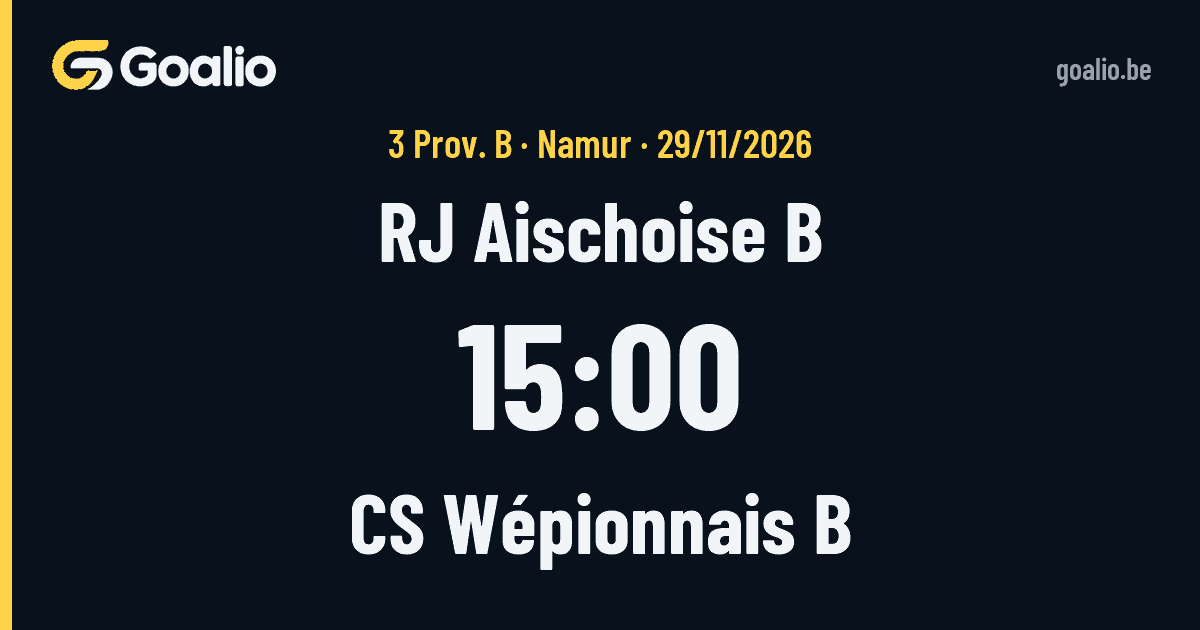 Goalio
goalio.be
3 Prov. B · Namur · 29/11/2026
RJ Aischoise B
15:00
CS Wépionnais B